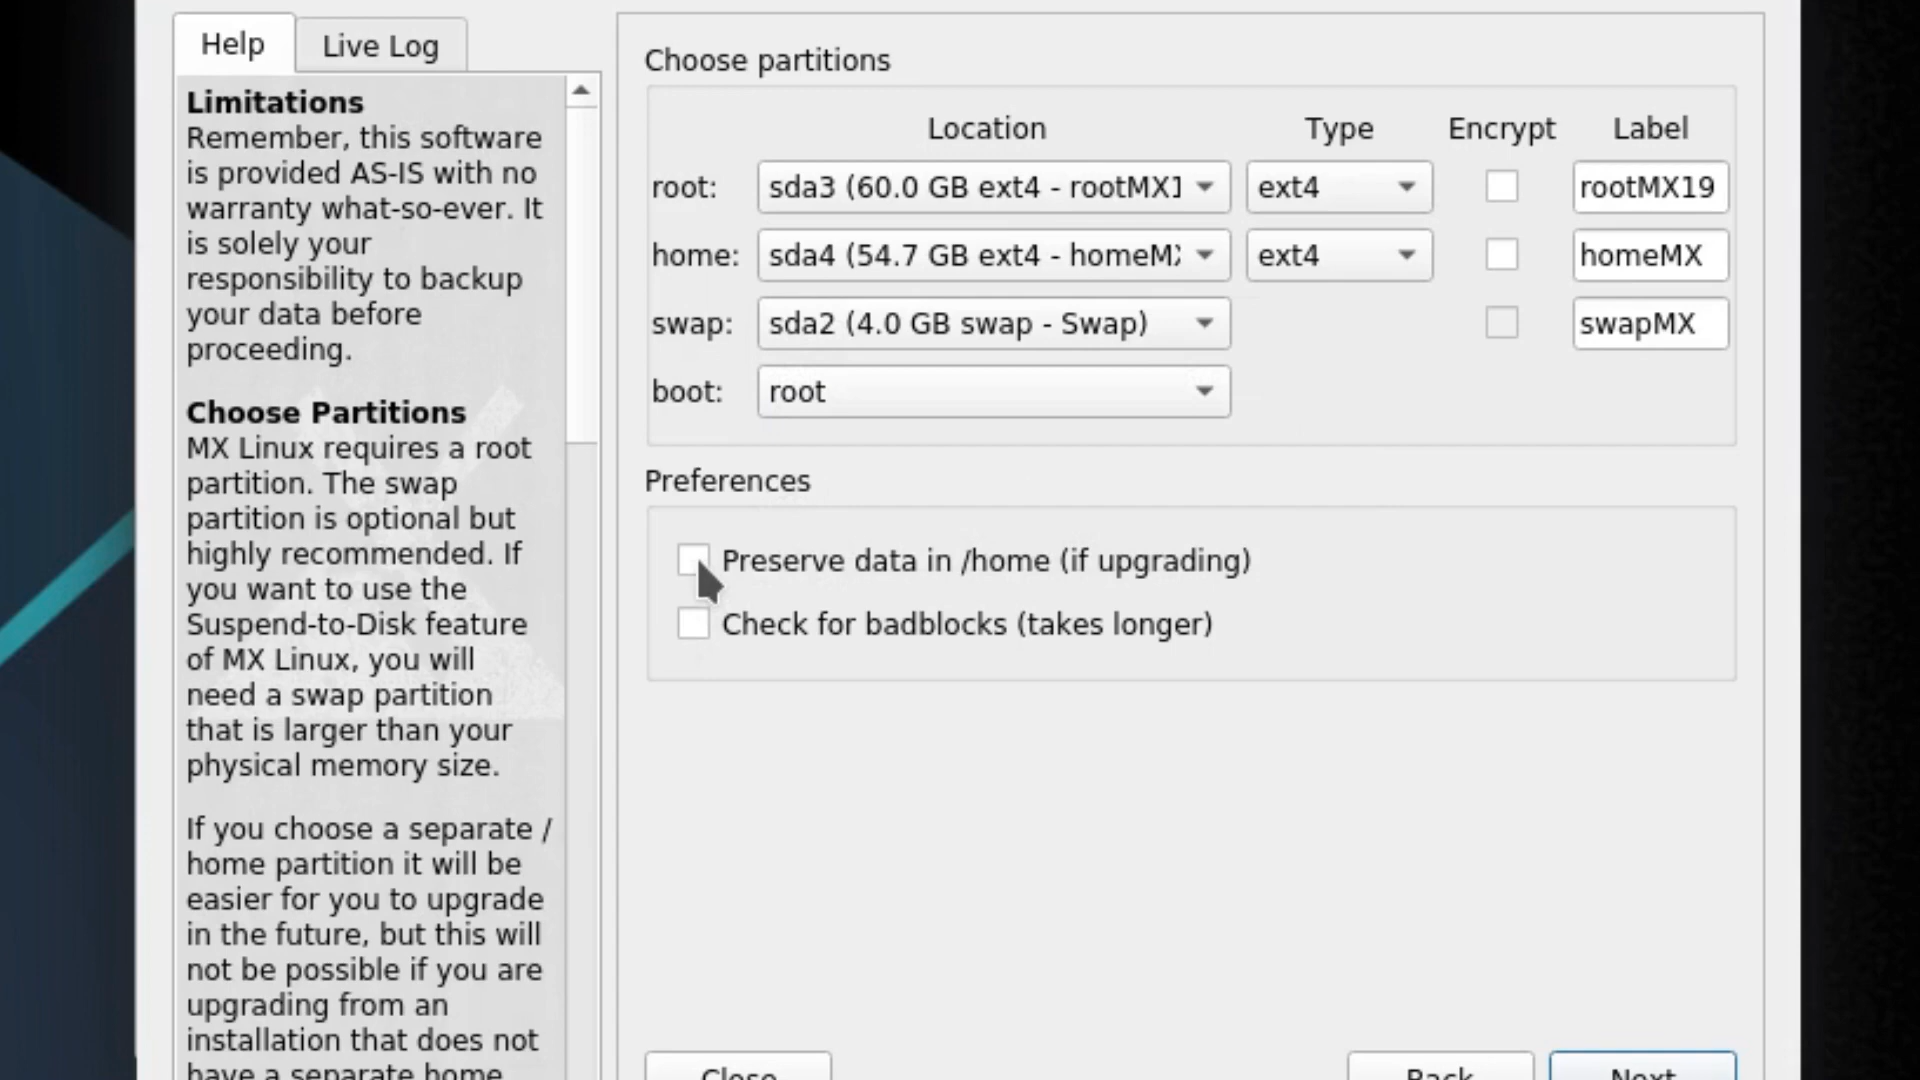 Help
Live Log
Limitations
Remember, this software
is provided AS-IS with no
warranty what-so-ever. It
is solely your
responsibility to backup
your data before
proceeding.
Choose Partitions
MX Linux requires a root
partition. The swap
partition is optional but
highly recommended. If
you want to use the
Suspend-to-Disk feature
of MX Linux, you will
need a swap partition
that is larger than your
physical memory size.
If you choose a separate /
home partition it will be
easier for you to upgrade
in the future, but this will
not be possible if you are
upgrading from an
installation that does not
have a separate home
Choose partitions
Location Type Encrypt Label
root: sda3 (60.0 GB ext4 - rootMX1 ext4 rootMX19
home: sda4 (54.7 GB ext4 - homeM ext4 homeMX
swap: sda2 (4.0 GB swap - Swap) swapMX
boot: root
Preferences
Preserve data in /home (if upgrading)
Check for badblocks (takes longer)
Close Back Next